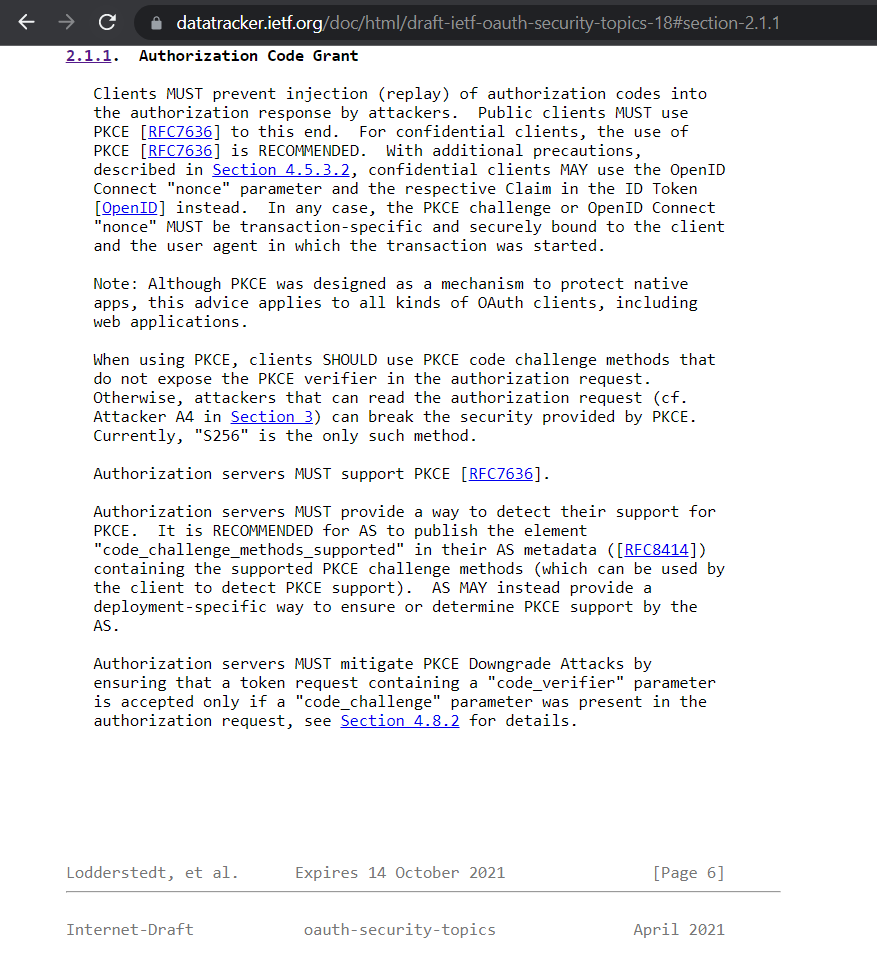 datatracker.ietf.org/doc/html/draft-ietf-oauth-security-topics-18#section-2.1.1
2.1.1.  Authorization Code Grant
Clients MUST prevent injection (replay) of authorization codes into
the authorization response by attackers.  Public clients MUST use
PKCE [RFC7636] to this end.  For confidential clients, the use of
PKCE [RFC7636] is RECOMMENDED.  With additional precautions,
described in Section 4.5.3.2, confidential clients MAY use the OpenID
Connect "nonce" parameter and the respective Claim in the ID Token
[OpenID] instead.  In any case, the PKCE challenge or OpenID Connect
"nonce" MUST be transaction-specific and securely bound to the client
and the user agent in which the transaction was started.
Note: Although PKCE was designed as a mechanism to protect native
apps, this advice applies to all kinds of OAuth clients, including
web applications.
When using PKCE, clients SHOULD use PKCE code challenge methods that
do not expose the PKCE verifier in the authorization request.
Otherwise, attackers that can read the authorization request (cf.
Attacker A4 in Section 3) can break the security provided by PKCE.
Currently, "S256" is the only such method.
Authorization servers MUST support PKCE [RFC7636].
Authorization servers MUST provide a way to detect their support for
PKCE.  It is RECOMMENDED for AS to publish the element
"code_challenge_methods_supported" in their AS metadata ([RFC8414])
containing the supported PKCE challenge methods (which can be used by
the client to detect PKCE support).  AS MAY instead provide a
deployment-specific way to ensure or determine PKCE support by the
AS.
Authorization servers MUST mitigate PKCE Downgrade Attacks by
ensuring that a token request containing a "code_verifier" parameter
is accepted only if a "code_challenge" parameter was present in the
authorization request, see Section 4.8.2 for details.
Lodderstedt, et al.      Expires 14 October 2021      [Page 6]
Internet-Draft      oauth-security-topics      April 2021